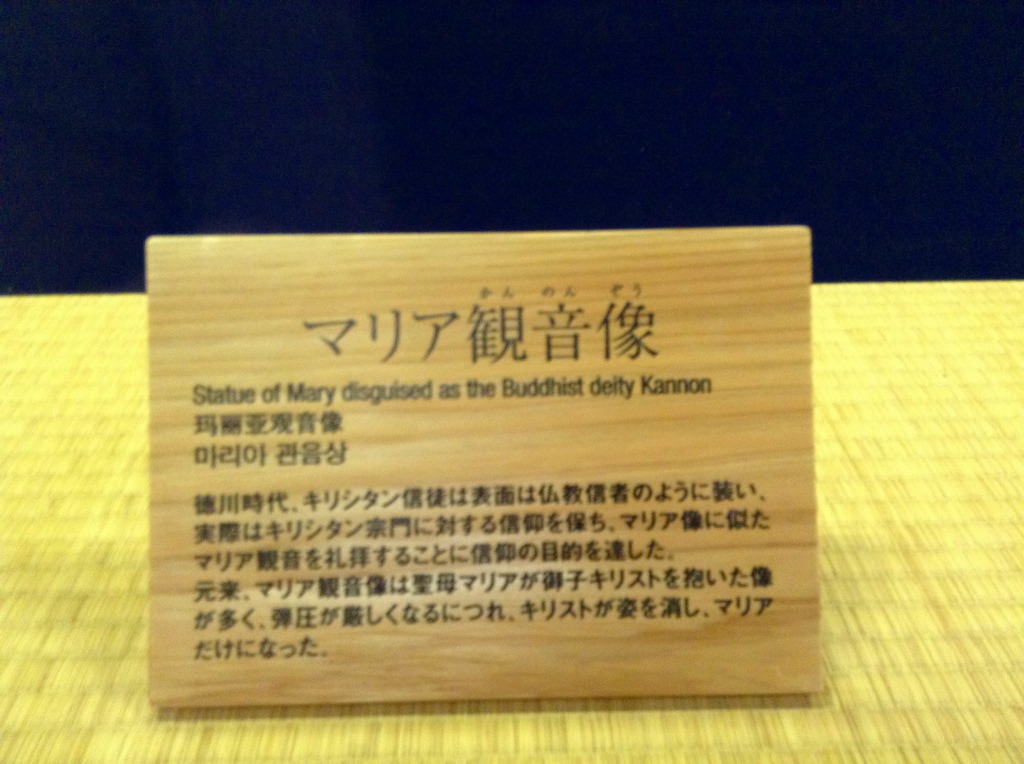 かんのんぞう
マリア観音像
Statue of Mary disguised as the Buddhist deity Kannon
玛丽亚观音像
마리아 관음상
徳川時代、キリシタン信徒は表面は仏教信者のように装い、
実際はキリシタン宗門に対する信仰を保ち、マリア像に似た
マリア観音を礼拝することに信仰の目的を達した。
元来、マリア観音像は聖母マリアが御子キリストを抱いた像
が多く、弾圧が厳しくなるにつれ、キリストが姿を消し、マリア
だけになった。